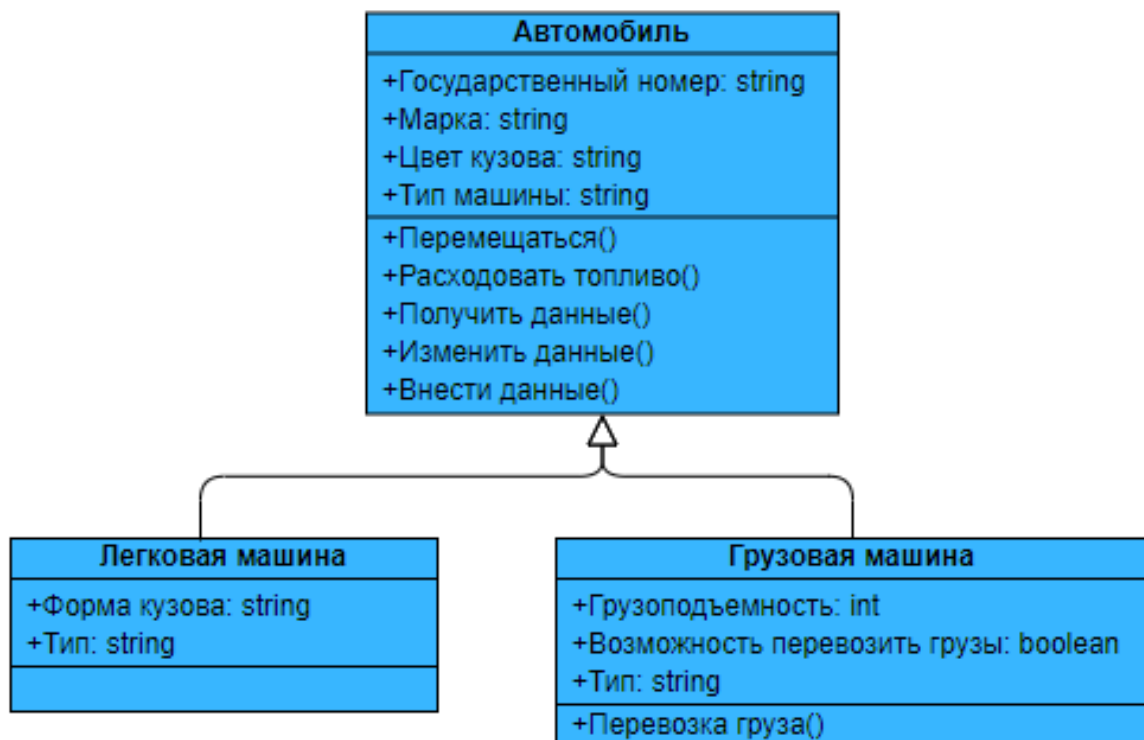 Автомобиль
+Государственный номер: string
+Марка: string
+Цвет кузова: string
+Тип машины: string
+Перемещаться()
+Расходовать топливо()
+Получить данные()
+Изменить данные()
+Внести данные()
Легковая машина
+Форма кузова: string
+Тип: string
Грузовая машина
+Грузоподъемность: int
+Возможность перевозить грузы: boolean
+Тип: string
+Перевозка груза()